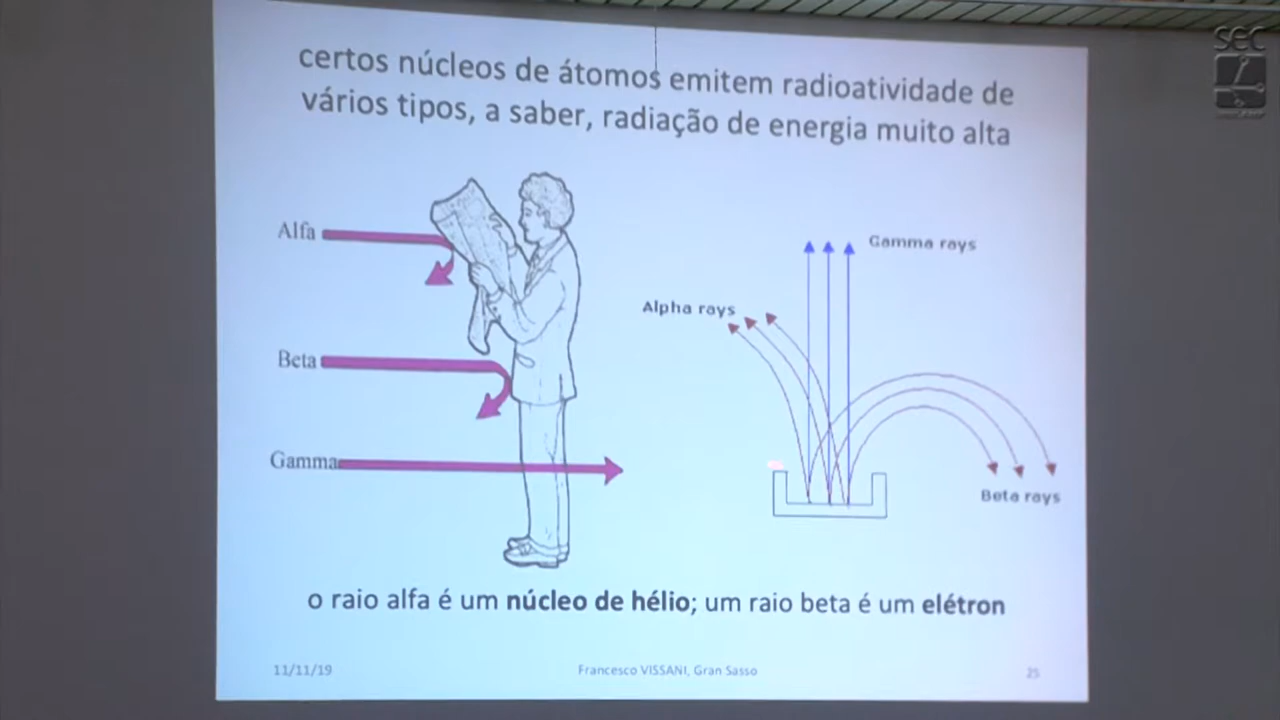 certos núcleos de átomos emitem radioatividade de
vários tipos, a saber, radiação de energia muito alta
Alfa
Beta
Gamma
Gamma rays
Alpha rays
Beta rays
o raio alfa é um núcleo de hélio; um raio beta é um elétron
11/11/19
Francesco VISSANI, Gran Sasso
25
sec